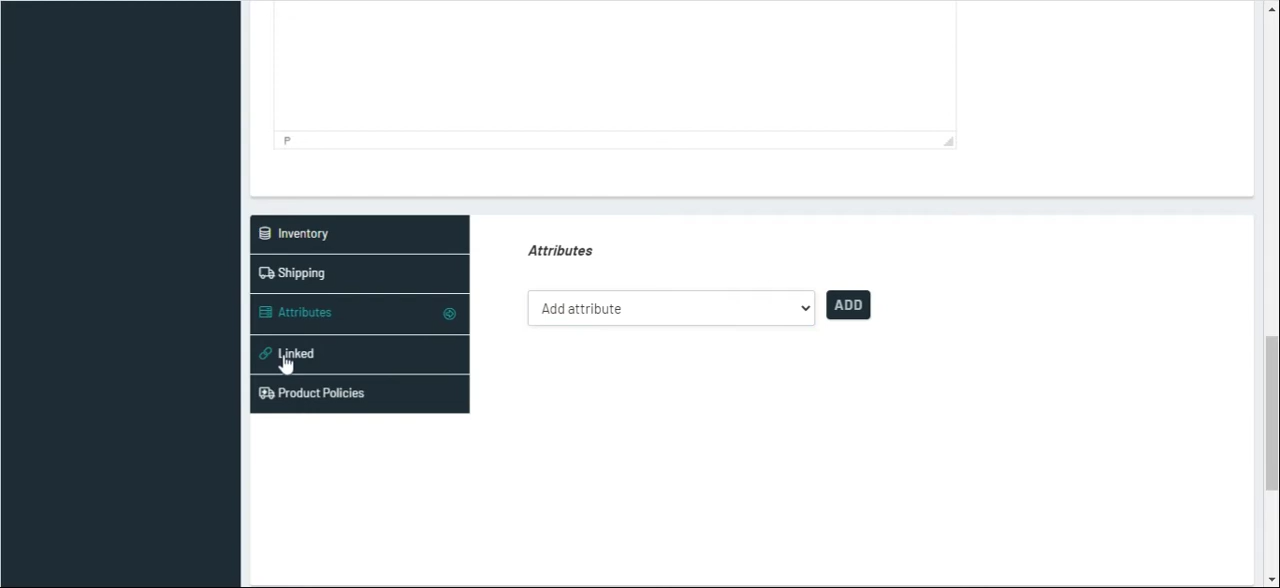 P
Inventory
Shipping
Attributes
Linked
Product Policies
Attributes
Add attribute
ADD